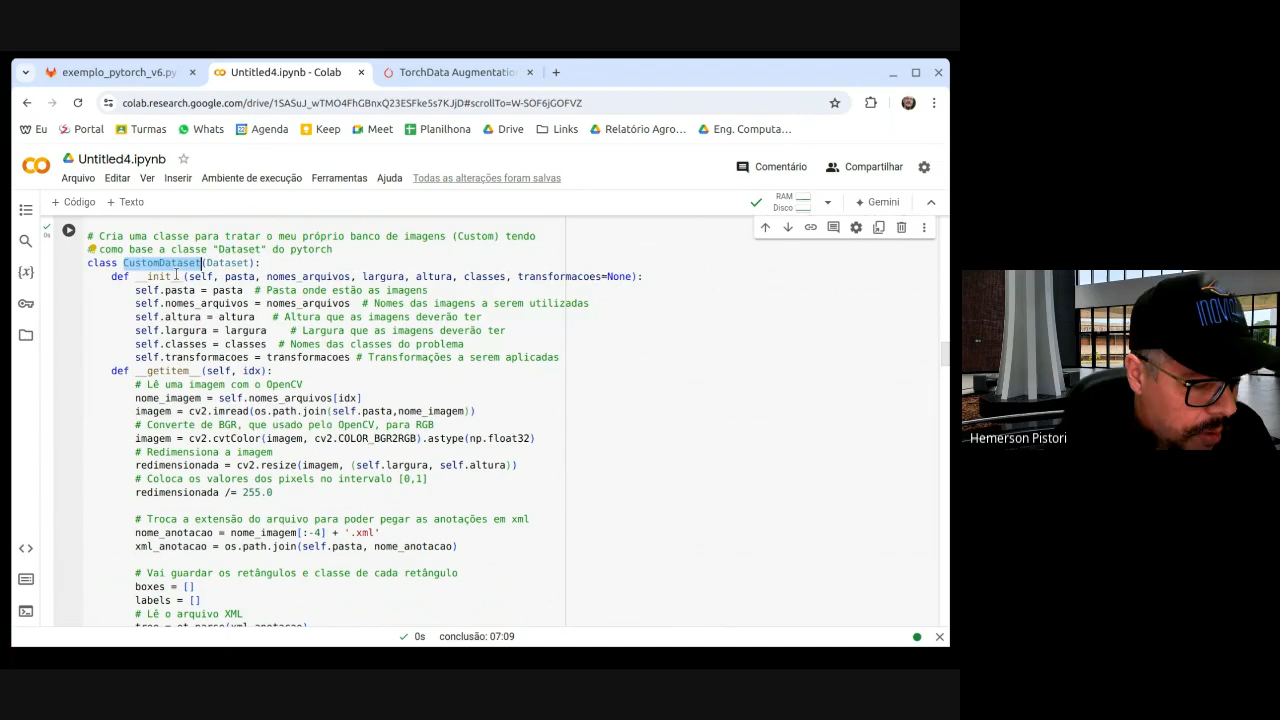 exemplo_pytorch_v6.py
Untitled4.ipynb - Colab
TorchData Augmentatio
colab.research.google.com/drive/1SASuJ_wTMO4FhGBnxQ23ESFke5s7KJjD#scrollTo=W-SOF6jGOFVZ
Eu Portal Turmas Whats Agenda Keep Meet Planilhona Drive Links Relatório Agro... Eng. Computa...
Untitled4.ipynb
Comentário Compartilhar
Arquivo Editar Ver Inserir Ambiente de execução Ferramentas Ajuda Todas as alterações foram salvas
+ Código + Texto
RAM
Disco
Gemini
0s
# Cria uma classe para tratar o meu próprio banco de imagens (Custom) tendo
# como base a classe "Dataset" do pytorch
class CustomDataset(Dataset):
def __init__(self, pasta, nomes_arquivos, largura, altura, classes, transformacoes=None):
self.pasta = pasta # Pasta onde estão as imagens
self.nomes_arquivos = nomes_arquivos # Nomes das imagens a serem utilizadas
self.altura = altura # Altura que as imagens deverão ter
self.largura = largura # Largura que as imagens deverão ter
self.classes = classes # Nomes das classes do problema
self.transformacoes = transformacoes # Transformações a serem aplicadas
def __getitem__(self, idx):
# Lê uma imagem com o OpenCV
nome_imagem = self.nomes_arquivos[idx]
imagem = cv2.imread(os.path.join(self.pasta,nome_imagem))
# Converte de BGR, que usado pelo OpenCV, para RGB
imagem = cv2.cvtColor(imagem, cv2.COLOR_BGR2RGB).astype(np.float32)
# Redimensiona a imagem
redimensionada = cv2.resize(imagem, (self.largura, self.altura))
# Coloca os valores dos pixels no intervalo [0,1]
redimensionada /= 255.0
# Troca a extensão do arquivo para poder pegar as anotações em xml
nome_anotacao = nome_imagem[:-4] + '.xml'
xml_anotacao = os.path.join(self.pasta, nome_anotacao)
# Vai guardar os retângulos e classe de cada retângulo
boxes = []
labels = []
# Lê o arquivo XML
tree = et.parse(xml_anotacao)
0s conclusão: 07:09
Hemerson Pistori